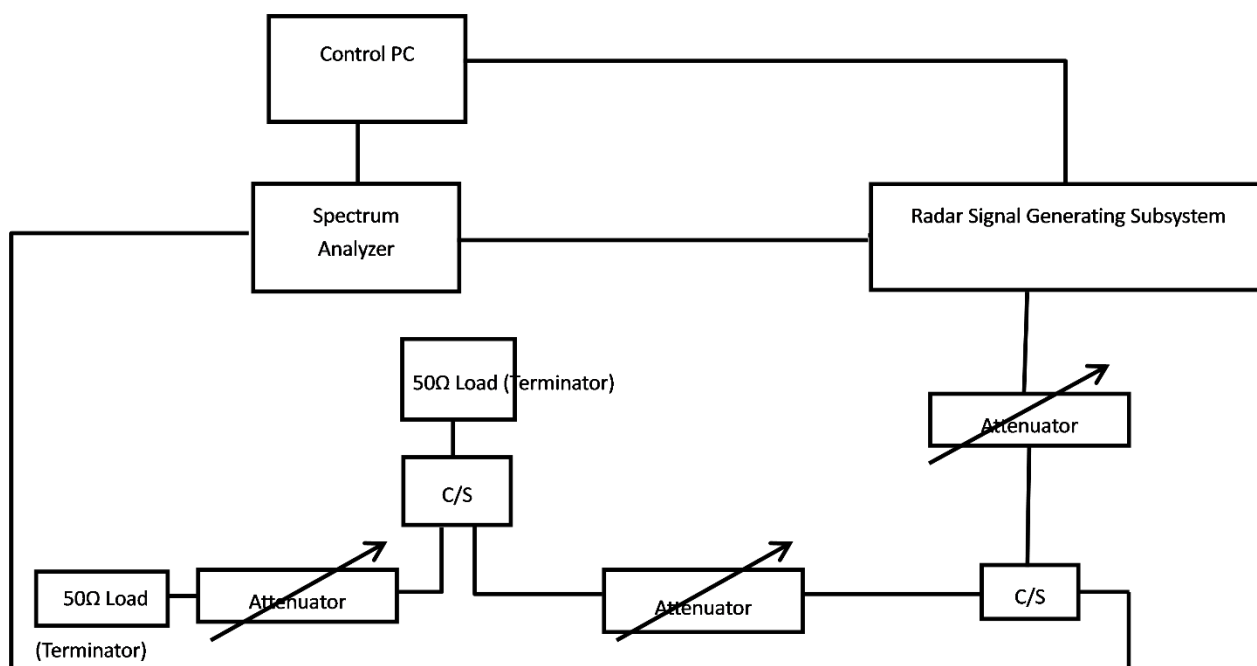 Control PC
Spectrum
Analyzer
Radar Signal Generating Subsystem
50Ω Load (Terminator)
Attenuator
C/S
50Ω Load
(Terminator)
Attenuator
Attenuator
C/S